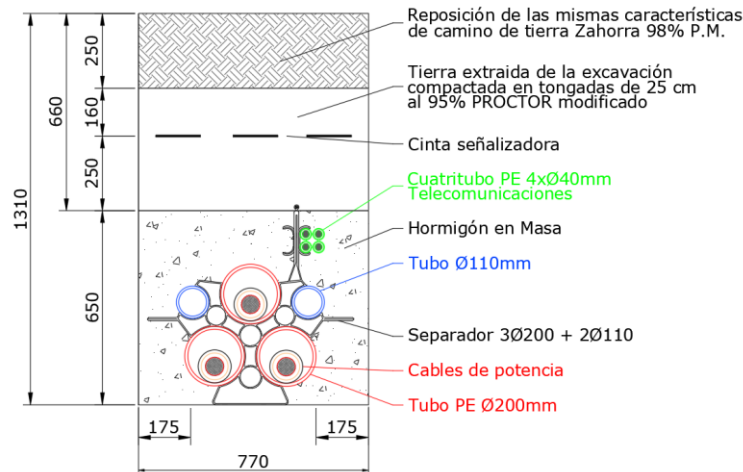 Reposición de las mismas características
de camino de tierra Zahorra 98% P.M.
Tierra extraida de la excavación
compactada en tongadas de 25 cm
al 95% PROCTOR modificado
Cinta señalizadora
Cuatritubo PE 4xØ40mm
Telecomunicaciones
Hormigón en Masa
Tubo Ø110mm
Separador 3Ø200 + 2Ø110
Cables de potencia
Tubo PE Ø200mm
1310
660
250
160
250
650
175
175
770